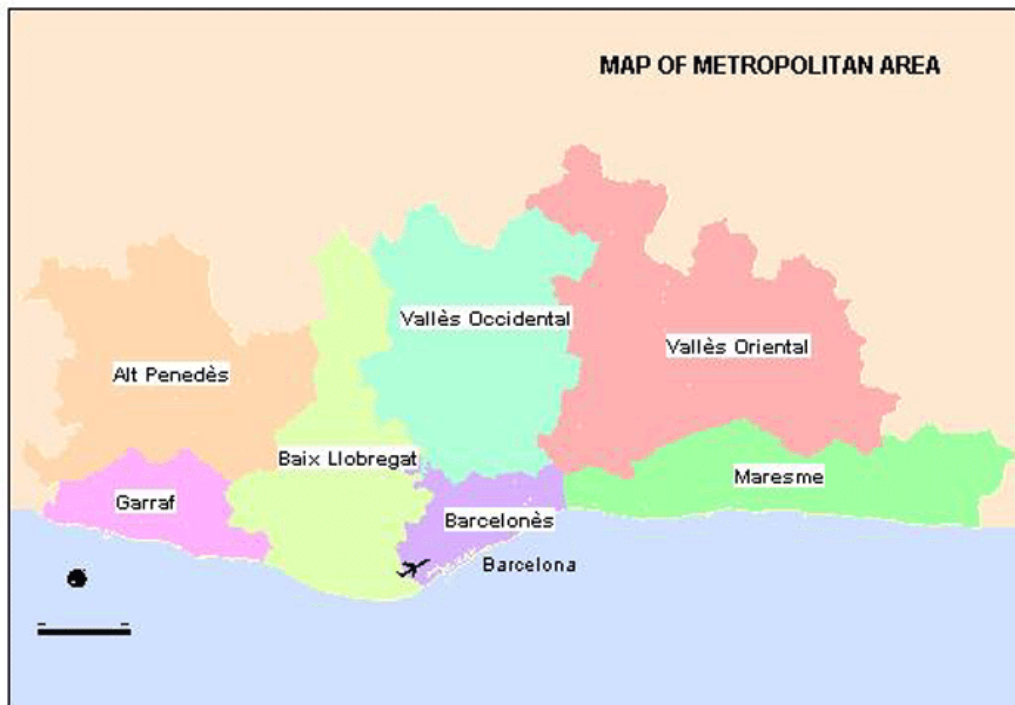 MAP OF METROPOLITAN AREA
Vallès Occidental
Vallès Oriental
Alt Penedès
Baix Llobregat
Maresme
Garraf
Barcelonès
Barcelona